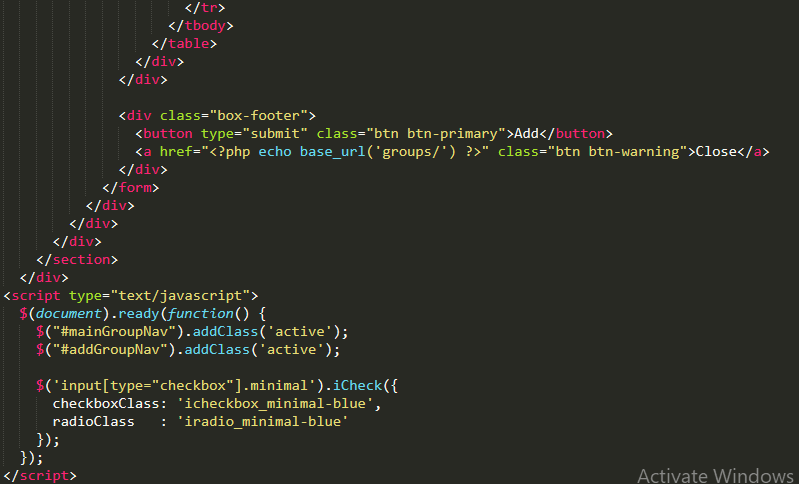 </tr>
</tbody>
</table>
</div>
</div>
<div class="box-footer">
<button type="submit" class="btn btn-primary">Add</button>
<a href="<?php echo base_url('groups/') ?>" class="btn btn-warning">Close</a>
</div>
</form>
</div>
</div>
</div>
</section>
</div>
<script type="text/javascript">
$(document).ready(function() {
$("#mainGroupNav").addClass('active');
$("#addGroupNav").addClass('active');
$('input[type="checkbox"].minimal').iCheck({
checkboxClass: 'icheckbox_minimal-blue',
radioClass   : 'iradio_minimal-blue'
});
});
</script>
Activate Windows